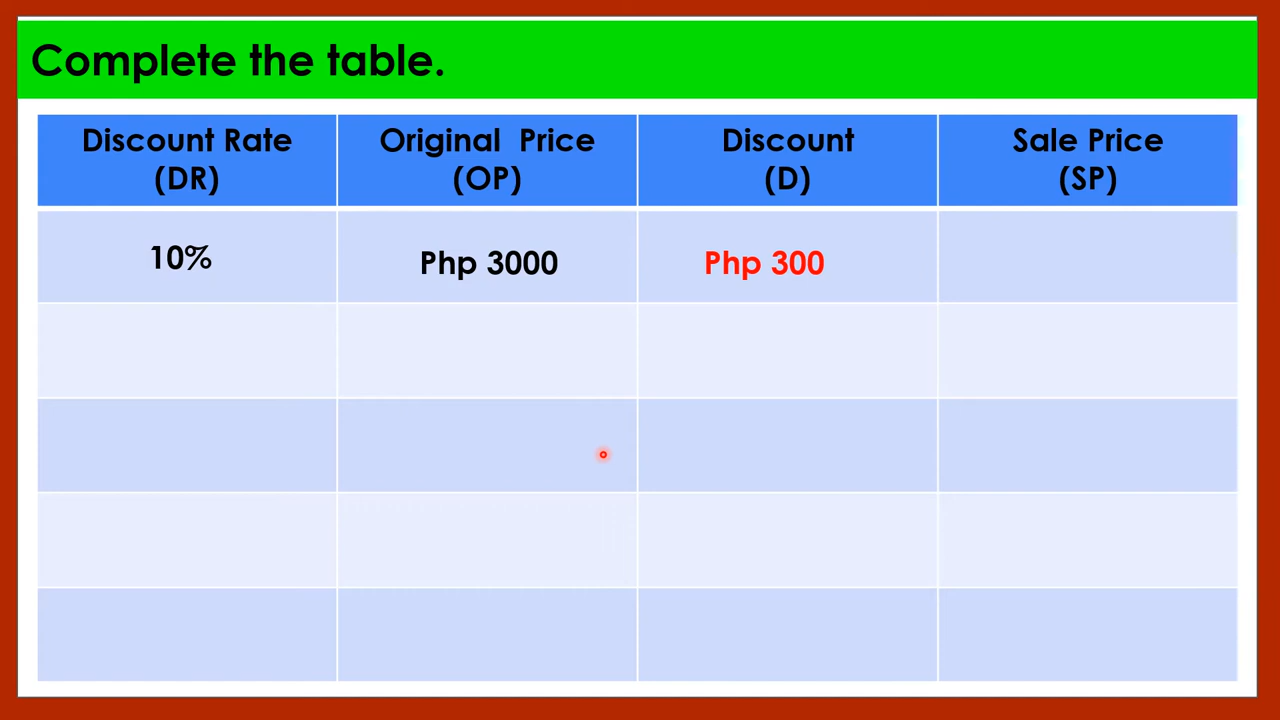 Complete the table.
Discount Rate
(DR)
Original Price
(OP)
Discount
(D)
Sale Price
(SP)
10%
Php 3000
Php 300